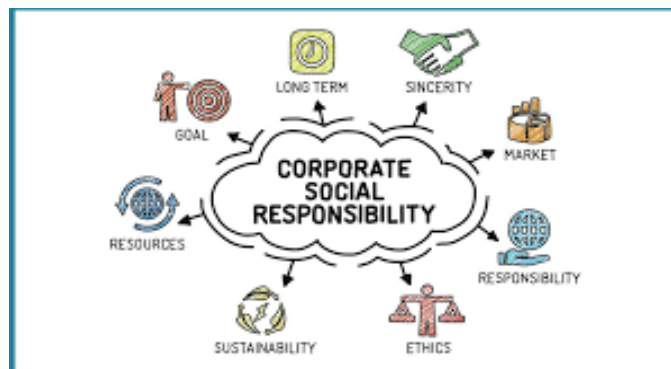 LONG TERM
SINCERITY
GOAL
MARKET
CORPORATE
SOCIAL
RESPONSIBILITY
RESOURCES
RESPONSIBILITY
SUSTAINABILITY
ETHICS